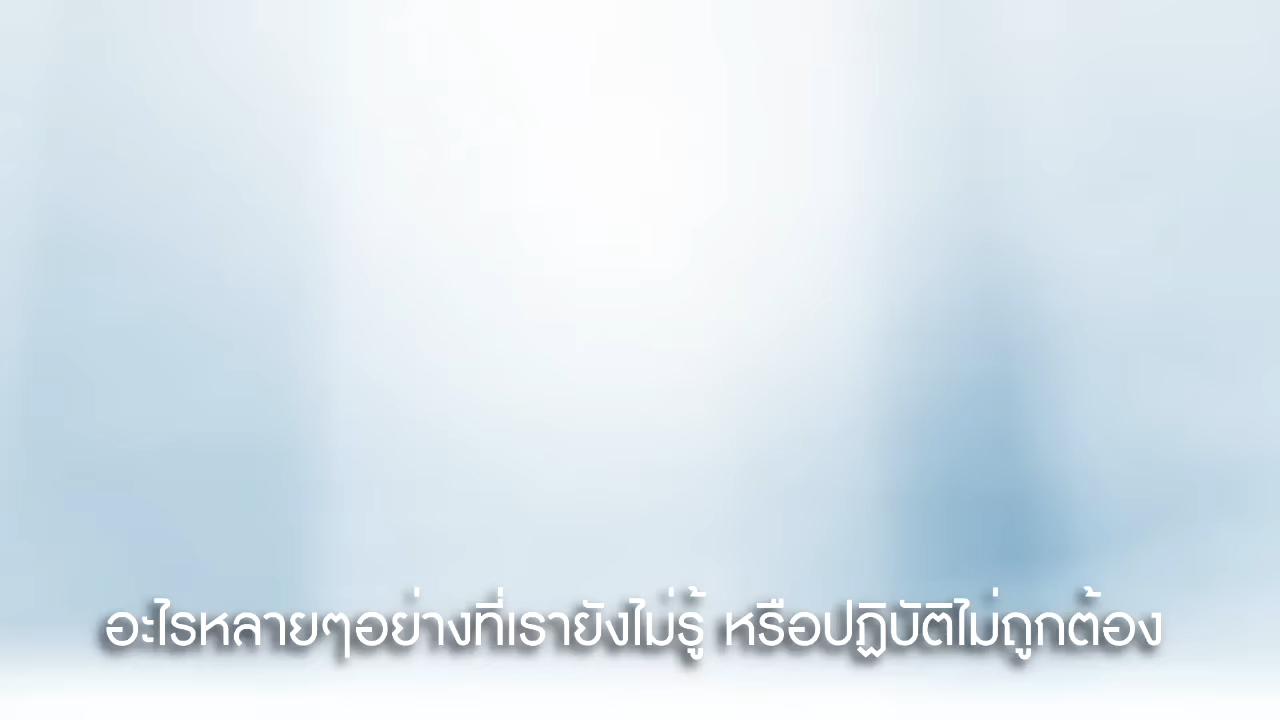 อะไรหลายๆอย่างที่เรายังไม่รู้ หรือปฏิบัติไม่ถูกต้อง